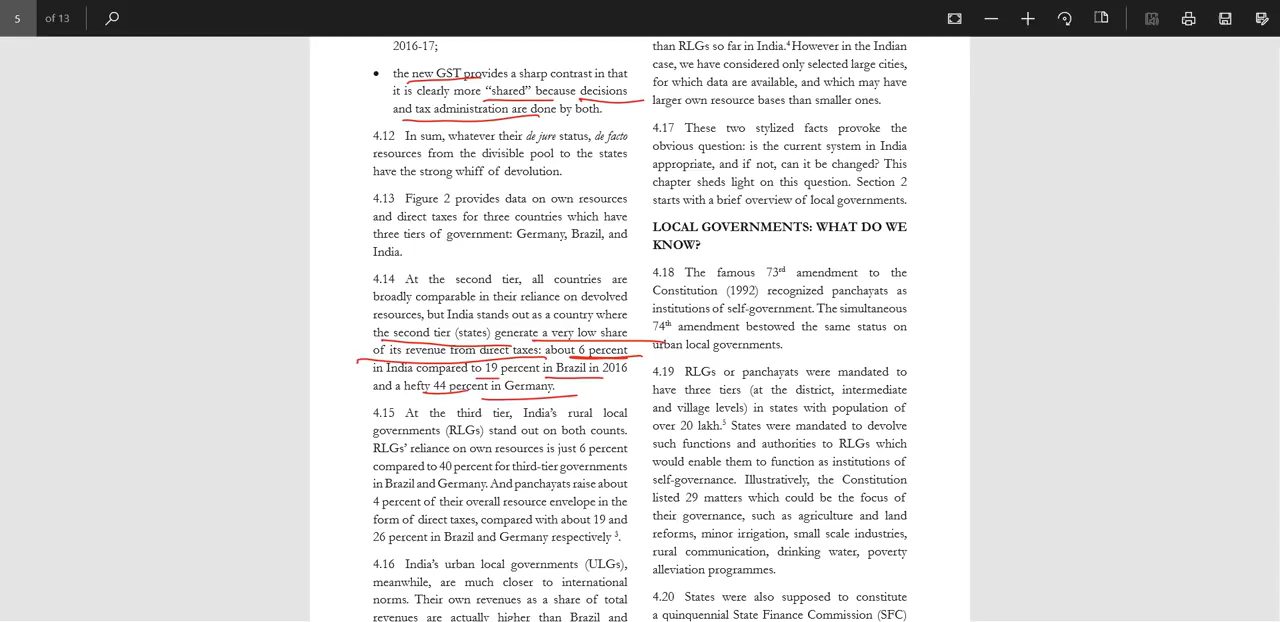 5
of 13
2016-17;
• the new GST provides a sharp contrast in that
it is clearly more “shared” because decisions
and tax administration are done by both.
4.12 In sum, whatever their de jure status, de facto
resources from the divisible pool to the states
have the strong whiff of devolution.
4.13 Figure 2 provides data on own resources
and direct taxes for three countries which have
three tiers of government: Germany, Brazil, and
India.
4.14 At the second tier, all countries are
broadly comparable in their reliance on devolved
resources, but India stands out as a country where
the second tier (states) generate a very low share
of its revenue from direct taxes: about 6 percent
in India compared to 19 percent in Brazil in 2016
and a hefty 44 percent in Germany.
4.15 At the third tier, India’s rural local
governments (RLGs) stand out on both counts.
RLGs’ reliance on own resources is just 6 percent
compared to 40 percent for third-tier governments
in Brazil and Germany. And panchayats raise about
4 percent of their overall resource envelope in the
form of direct taxes, compared with about 19 and
26 percent in Brazil and Germany respectively 3.
4.16 India’s urban local governments (ULGs),
meanwhile, are much closer to international
norms. Their own revenues as a share of total
revenues are actually higher than Brazil and
than RLGs so far in India.4 However in the Indian
case, we have considered only selected large cities,
for which data are available, and which may have
larger own resource bases than smaller ones.
4.17 These two stylized facts provoke the
obvious question: is the current system in India
appropriate, and if not, can it be changed? This
chapter sheds light on this question. Section 2
starts with a brief overview of local governments.
LOCAL GOVERNMENTS: WHAT DO WE
KNOW?
4.18 The famous 73rd amendment to the
Constitution (1992) recognized panchayats as
institutions of self-government. The simultaneous
74th amendment bestowed the same status on
urban local governments.
4.19 RLGs or panchayats were mandated to
have three tiers (at the district, intermediate
and village levels) in states with population of
over 20 lakh.5 States were mandated to devolve
such functions and authorities to RLGs which
would enable them to function as institutions of
self-governance. Illustratively, the Constitution
listed 29 matters which could be the focus of
their governance, such as agriculture and land
reforms, minor irrigation, small scale industries,
rural communication, drinking water, poverty
alleviation programmes.
4.20 States were also supposed to constitute
a quinquennial State Finance Commission (SFC)